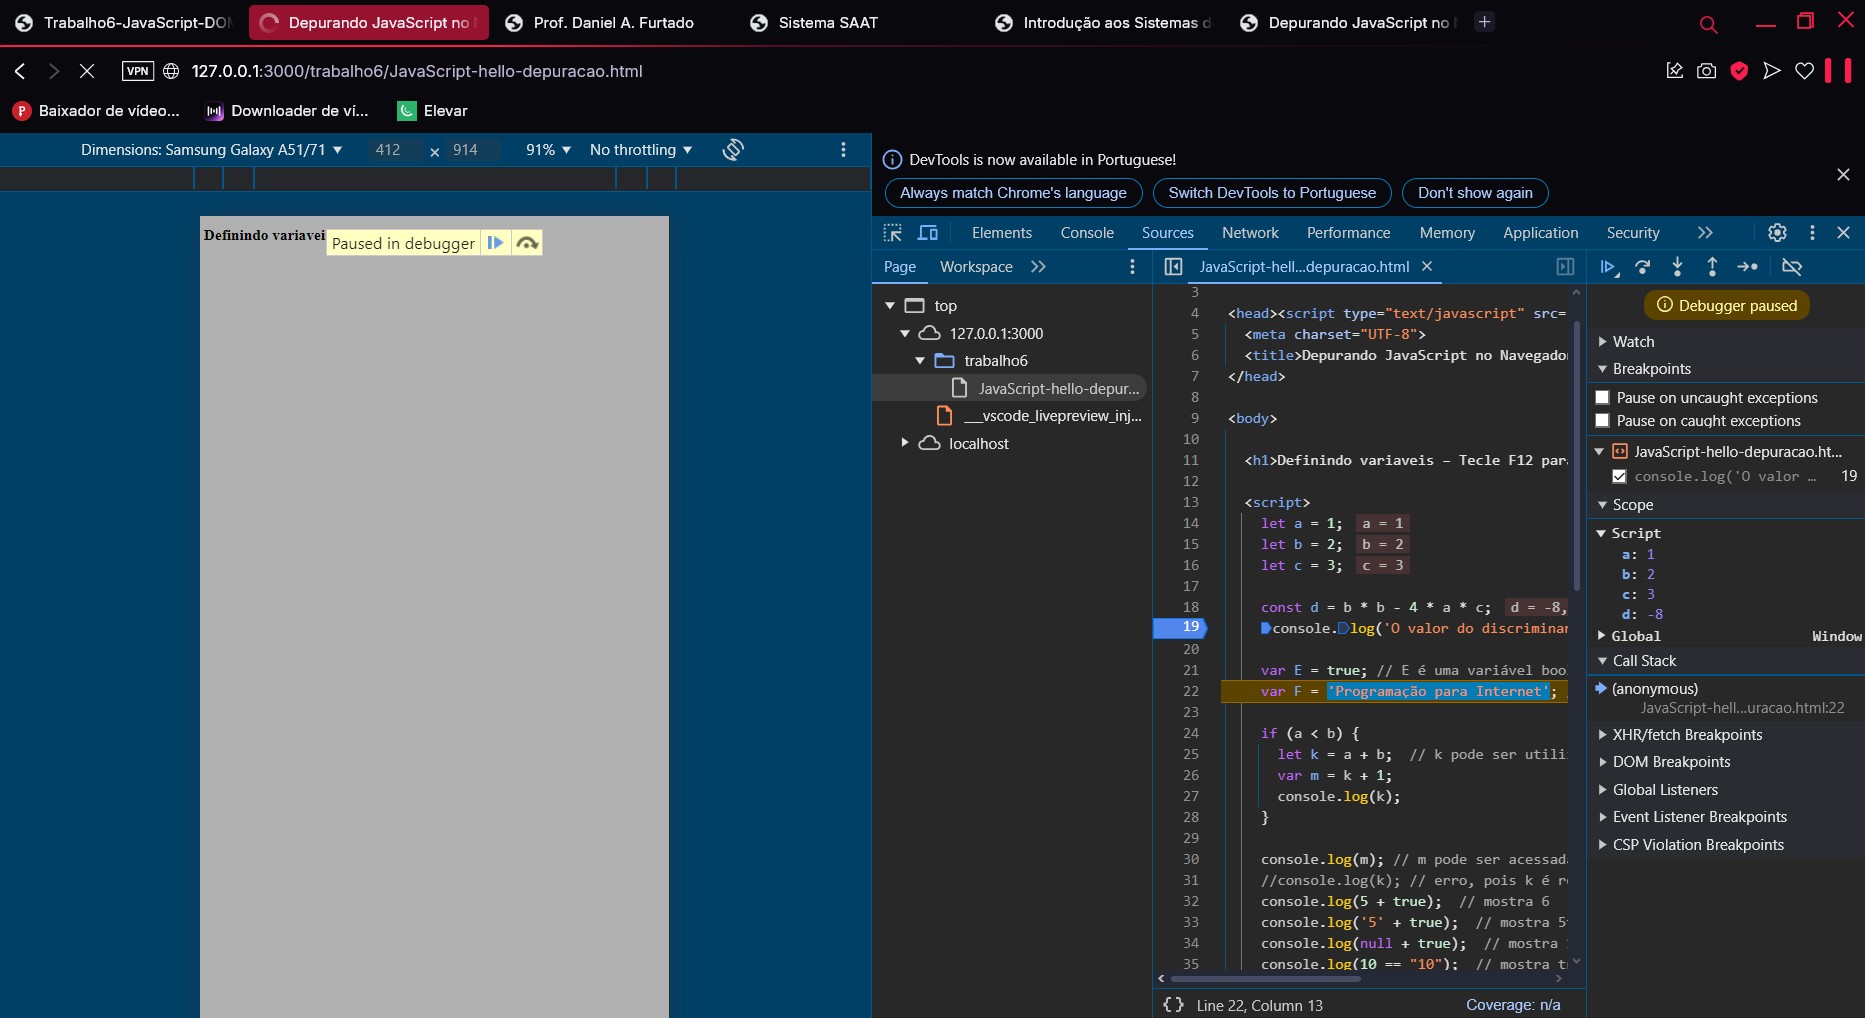 Trabalho6-JavaScript-DOM
Depurando JavaScript no N
Prof. Daniel A. Furtado
Sistema SAAT
Introdução aos Sistemas d
Depurando JavaScript no N
VPN
127.0.0.1:3000/trabalho6/JavaScript-hello-depuracao.html
Baixador de vídeo...
Downloader de ví...
Elevar
Dimensions: Samsung Galaxy A51/71
412 × 914
91%
No throttling
Definindo variavei
Paused in debugger
DevTools is now available in Portuguese!
Always match Chrome's language
Switch DevTools to Portuguese
Don't show again
Elements
Console
Sources
Network
Performance
Memory
Application
Security
Page
Workspace
JavaScript-hell...depuracao.html
top
127.0.0.1:3000
trabalho6
JavaScript-hello-depur...
__vscode_livepreview_inj...
localhost
3
4 <head><script type="text/javascript" src=
5 <meta charset="UTF-8">
6 <title>Depurando JavaScript no Navegado
7 </head>
8
9 <body>
10
11 <h1>Definindo variaveis – Tecle F12 par
12
13 <script>
14 let a = 1; a = 1
15 let b = 2; b = 2
16 let c = 3; c = 3
17
18 const d = b * b - 4 * a * c; d = -8,
19 console.log('O valor do discriminan
20
21 var E = true; // E é uma variável boo
22 var F = 'Programação para Internet';
23
24 if (a < b) {
25 let k = a + b; // k pode ser utili
26 var m = k + 1;
27 console.log(k);
28 }
29
30 console.log(m); // m pode ser acessad
31 //console.log(k); // erro, pois k é r
32 console.log(5 + true); // mostra 6
33 console.log('5' + true); // mostra 5
34 console.log(null + true); // mostra
35 console.log(10 == "10"); // mostra t
{} Line 22, Column 13
Coverage: n/a
Debugger paused
Watch
Breakpoints
Pause on uncaught exceptions
Pause on caught exceptions
JavaScript-hello-depuracao.ht...
console.log('O valor … 19
Scope
Script
a: 1
b: 2
c: 3
d: -8
Global Window
Call Stack
(anonymous)
JavaScript-hell...uracao.html:22
XHR/fetch Breakpoints
DOM Breakpoints
Global Listeners
Event Listener Breakpoints
CSP Violation Breakpoints